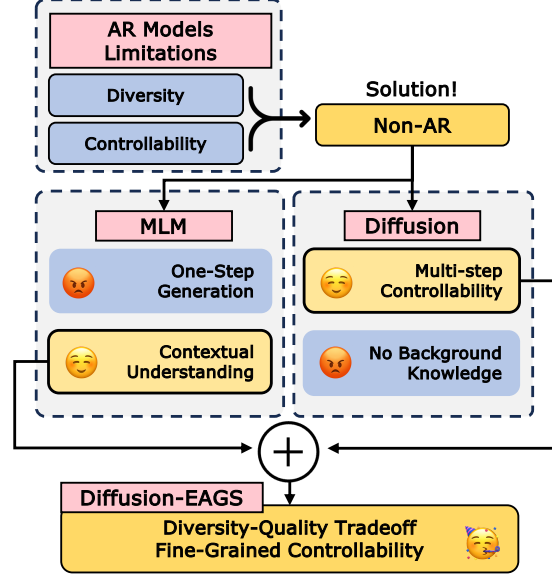 AR Models
Limitations
Diversity
Controllability
Solution!
Non-AR
MLM
One-Step
Generation
Contextual
Understanding
Diffusion
Multi-step
Controllability
No Background
Knowledge
Diffusion-EAGS
Diversity-Quality Tradeoff
Fine-Grained Controllability